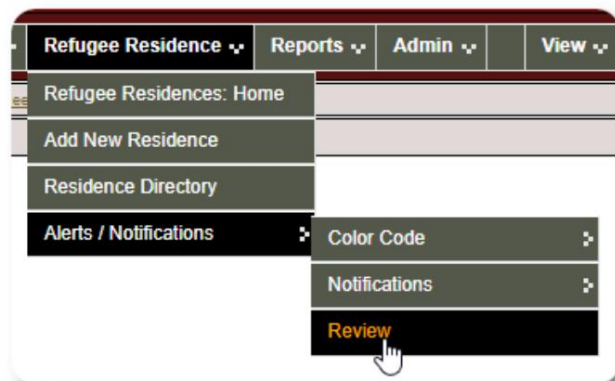 Refugee Residence Reports Admin View
Refugee Residences: Home
Add New Residence
Residence Directory
Alerts / Notifications
Color Code
Notifications
Review